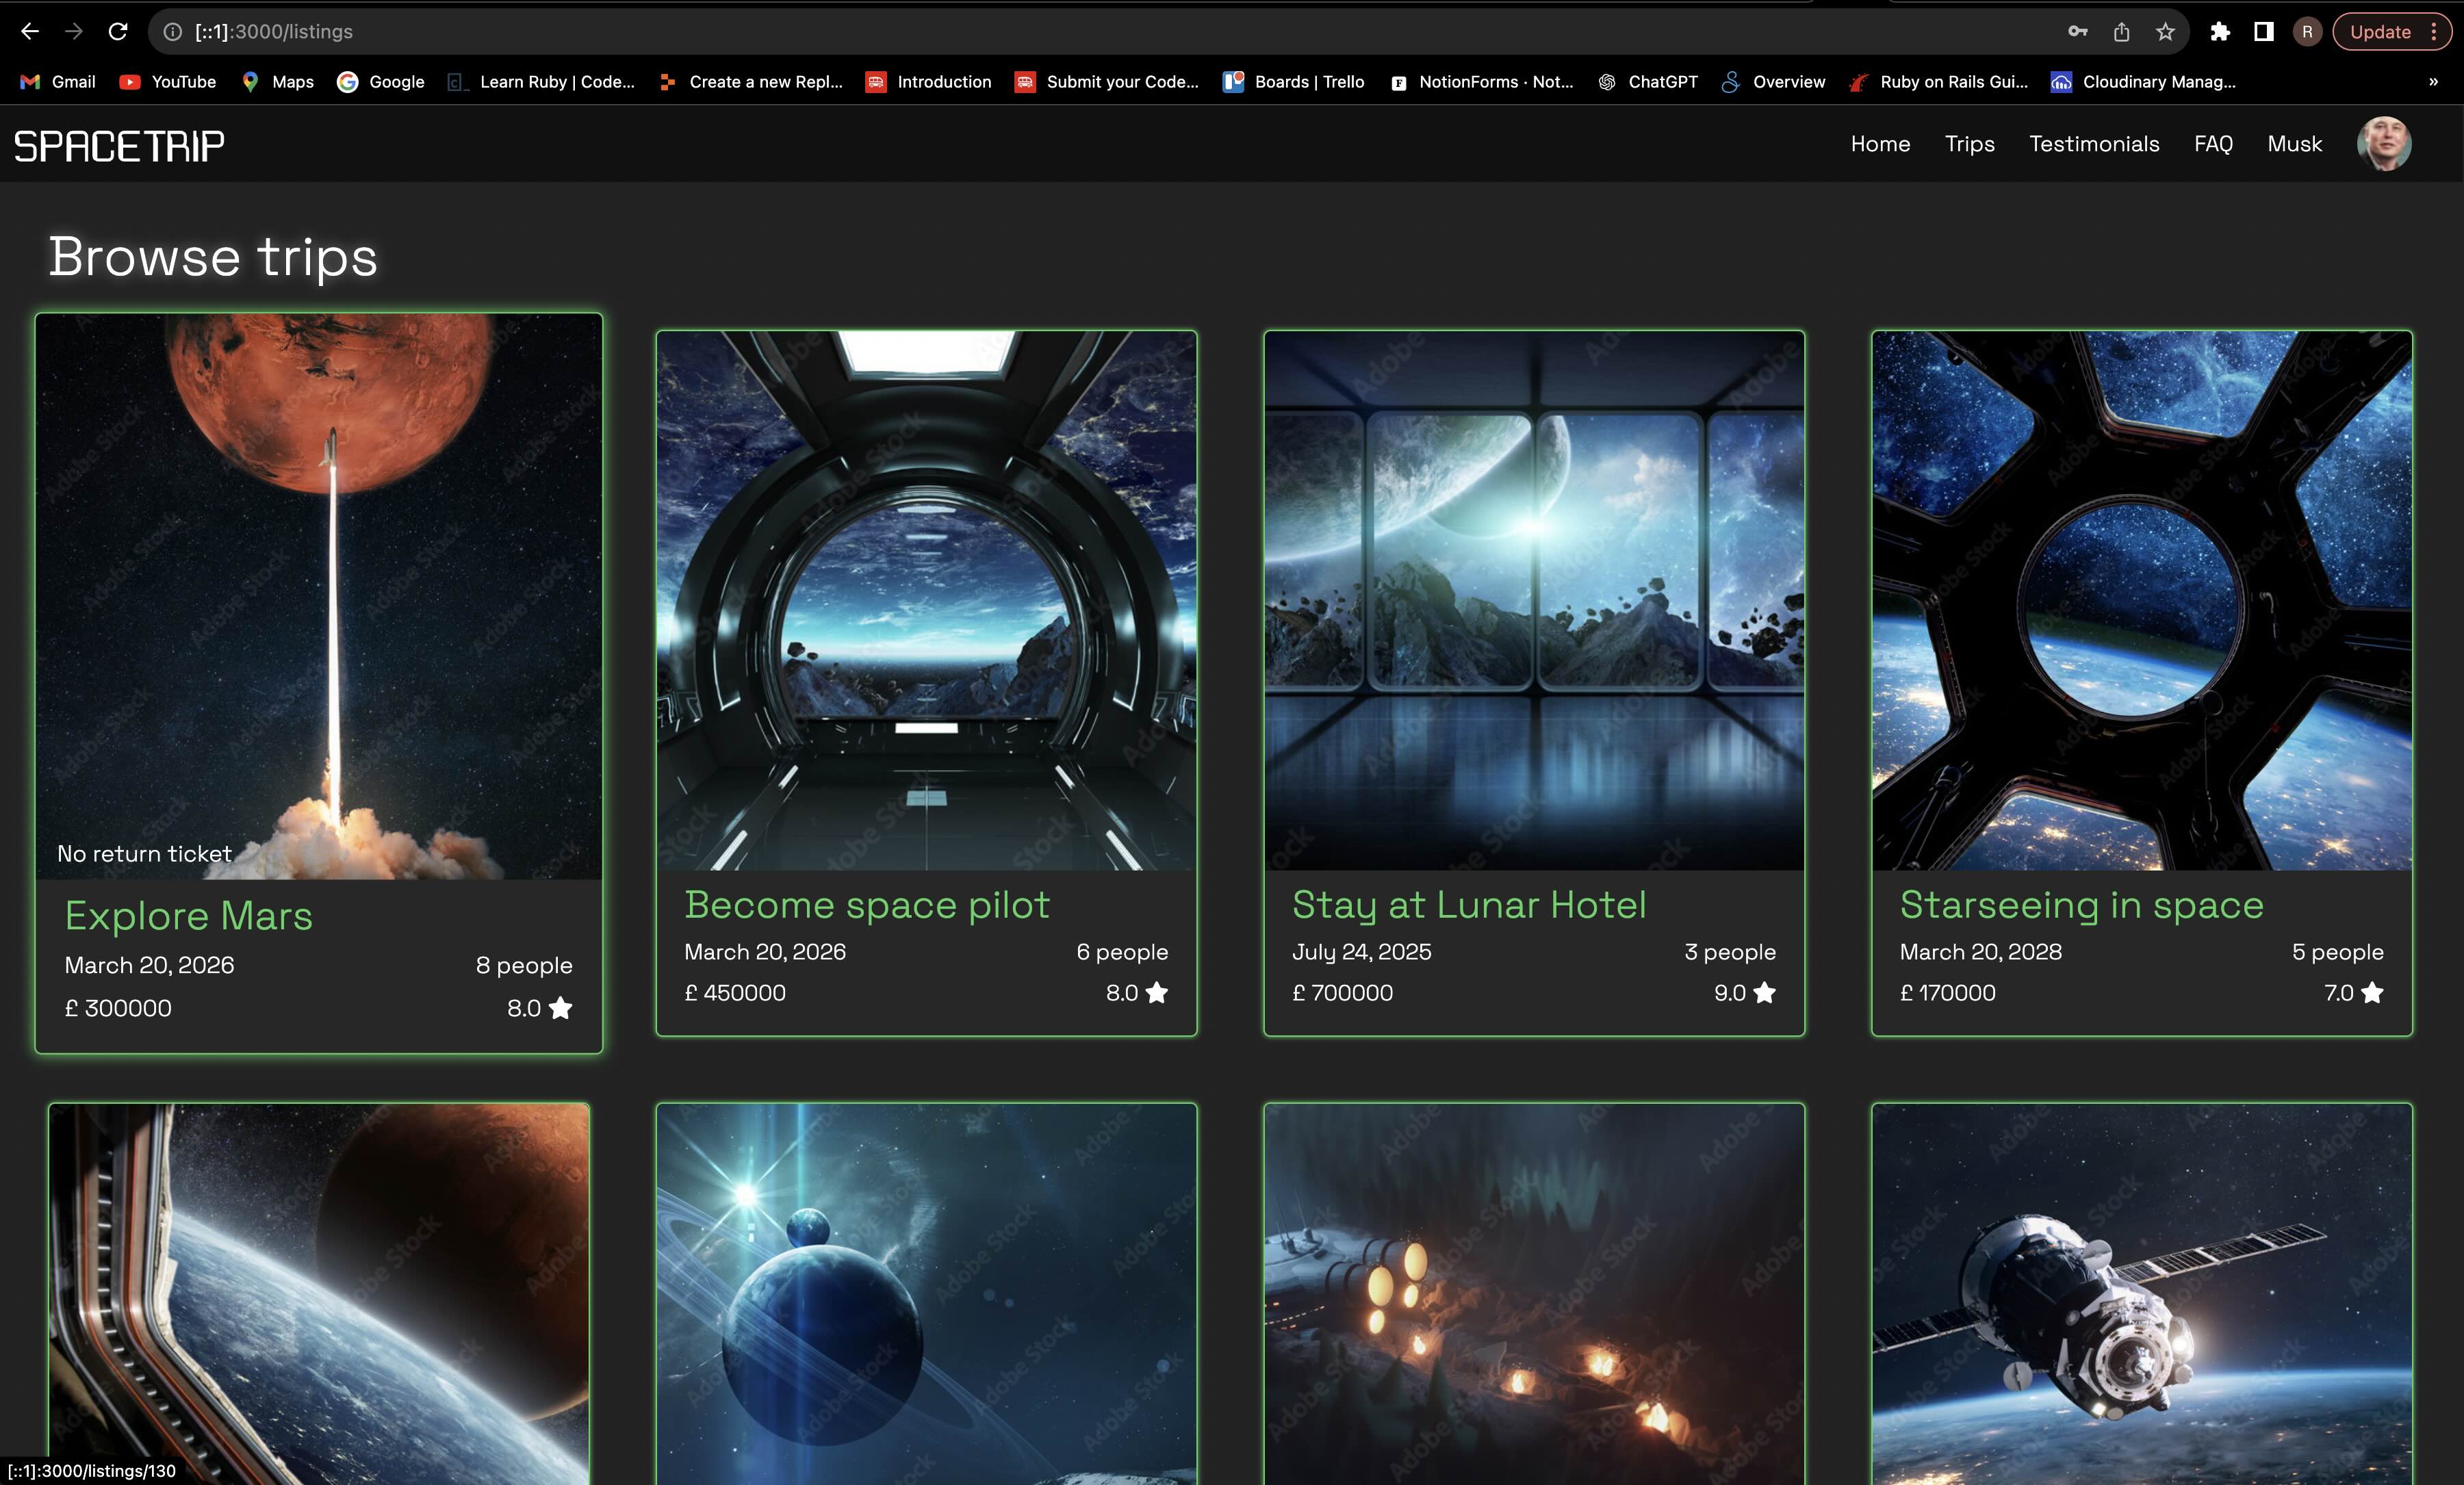 [::1]:3000/listings
Update
Gmail YouTube Maps Google Learn Ruby | Code... Create a new Repl... Introduction Submit your Code... Boards | Trello NotionForms · Not... ChatGPT Overview Ruby on Rails Gui... Cloudinary Manag... »
SPACETRIP
Home Trips Testimonials FAQ Musk
R
Browse trips
No return ticket
Explore Mars
March 20, 2026 8 people
£ 300000 8.0
Become space pilot
March 20, 2026 6 people
£ 450000 8.0
Stay at Lunar Hotel
July 24, 2025 3 people
£ 700000 9.0
Starseeing in space
March 20, 2028 5 people
£ 170000 7.0
Adobe Stock
[::1]:3000/listings/130